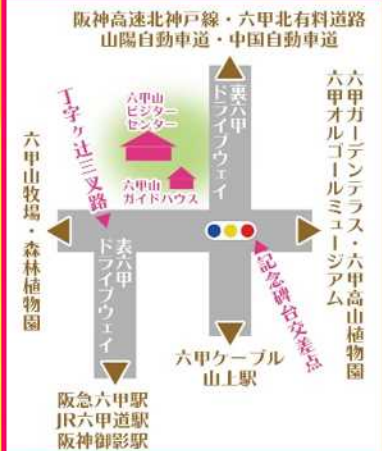 阪神高速北神戸線・六甲北有料道路
山陽自動車道・中国自動車道
六甲山
ビジター
センター
六甲山
ガイドハウス
裏六甲
ドライブウェイ
丁字ヶ辻三叉路
六甲山牧場・森林植物園
六甲ガーデンテラス・六甲高山植物園
六甲オルゴールミュージアム
表六甲
ドライブウェイ
記念碑台交差点
六甲ケーブル
山上駅
阪急六甲駅
JR六甲道駅
阪神御影駅